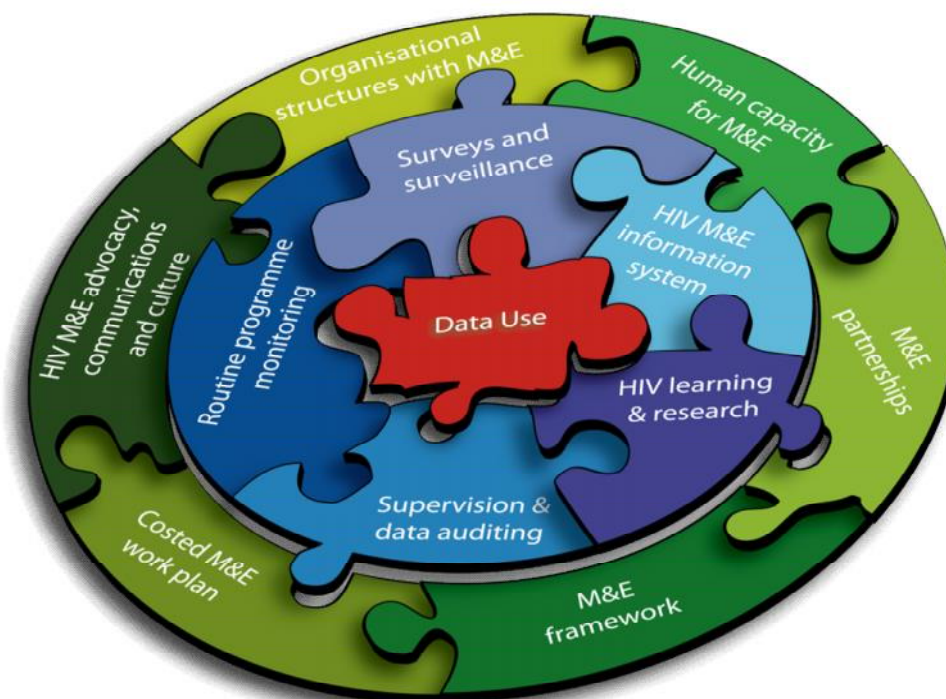 Organisational
structures with M&E
Human capacity
for M&E
M&E
partnerships
M&E
framework
Costed M&E
work plan
HIV M&E advocacy,
communications
and culture
Surveys and
surveillance
HIV M&E
information
system
HIV learning
& research
Supervision &
data auditing
Routine programme
monitoring
Data Use